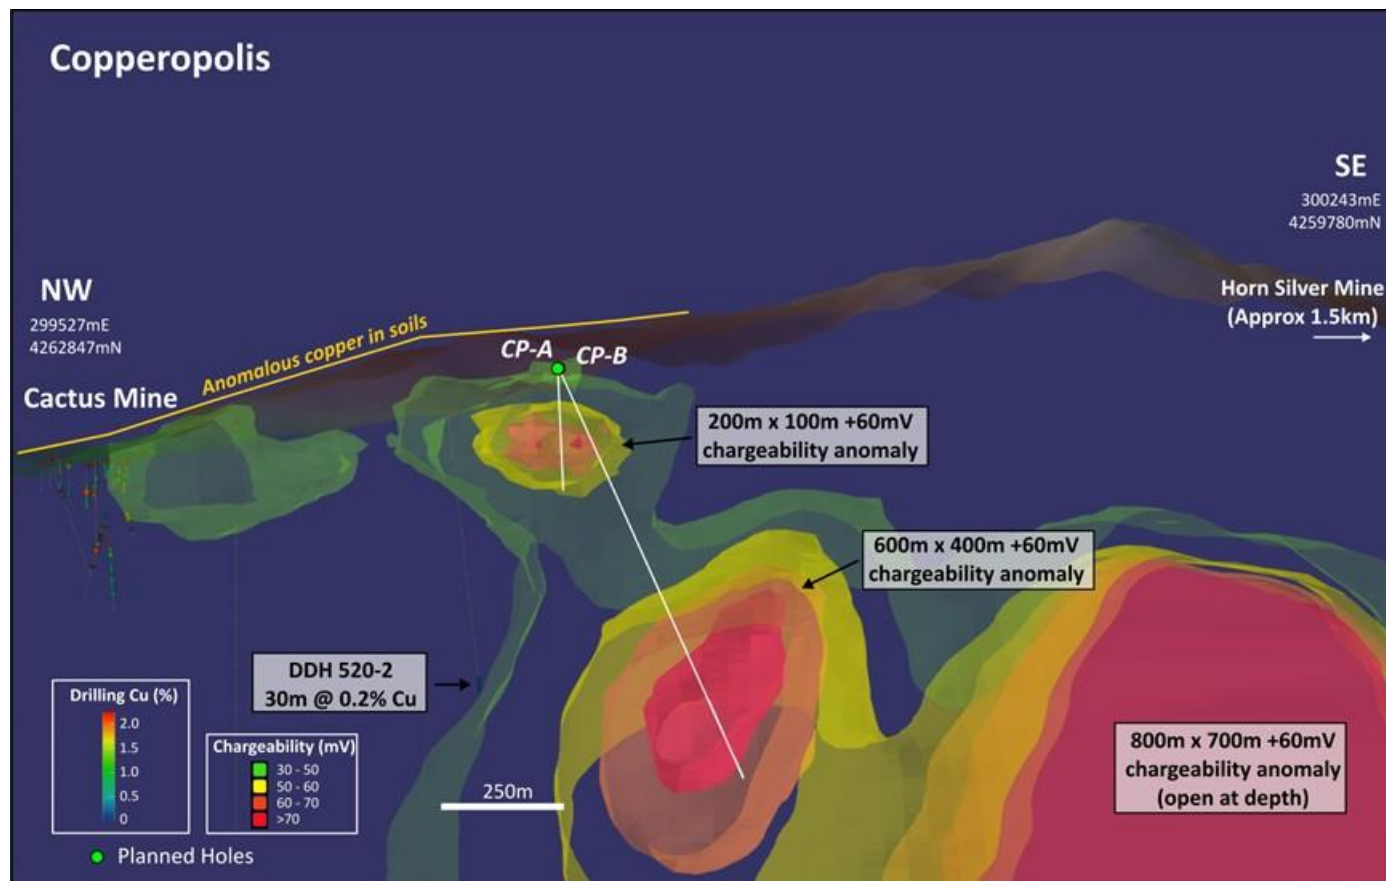 Copperopolis
SE
300243mE
4259780mN
NW
299527mE
4262847mN
Horn Silver Mine
(Approx 1.5km)
Anomalous copper in soils
CP-A
CP-B
Cactus Mine
200m x 100m +60mV
chargeability anomaly
600m x 400m +60mV
chargeability anomaly
DDH 520-2
30m @ 0.2% Cu
Drilling Cu (%)
2.0
1.5
1.0
0.5
0
Chargeability (mV)
30 - 50
50 - 60
60 - 70
>70
250m
800m x 700m +60mV
chargeability anomaly
(open at depth)
Planned Holes